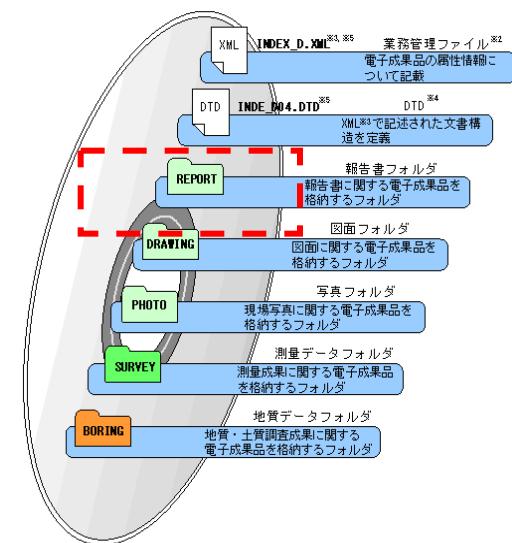 XML INDEX_D.XML※3,※5 業務管理ファイル※2
電子成果品の属性情報に
ついて記載
DTD INDE_D04.DTD※5 DTD※4
XML※3で記述された文書構
造を定義
REPORT 報告書フォルダ
報告書に関する電子成果品を
格納するフォルダ
DRAWING 図面フォルダ
図面に関する電子成果品を
格納するフォルダ
PHOTO 写真フォルダ
現場写真に関する電子成果品を
格納するフォルダ
SURVEY 測量データフォルダ
測量成果に関する電子成果品
を格納するフォルダ
BORING 地質データフォルダ
地質・土質調査成果に関する
電子成果品を格納するフォルダ